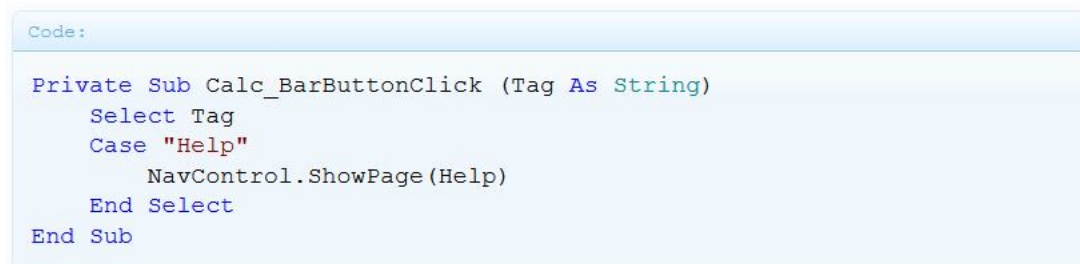 Code:
Private Sub Calc_BarButtonClick (Tag As String)
    Select Tag
    Case "Help"
        NavControl.ShowPage(Help)
    End Select
End Sub